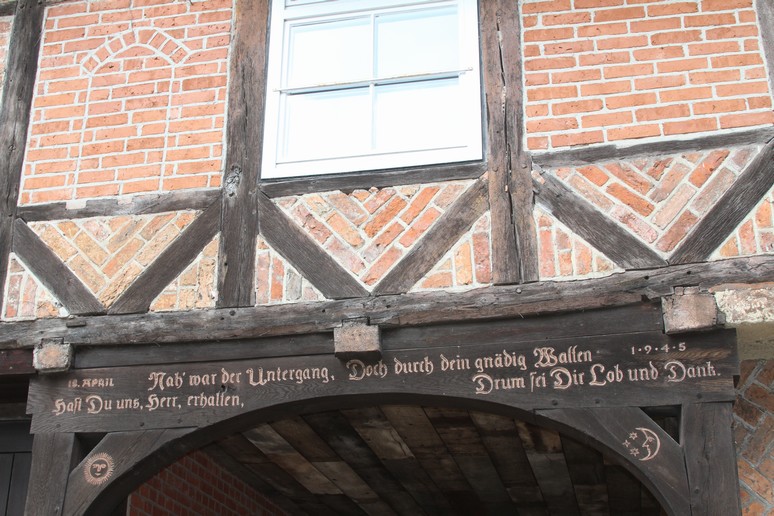 18. APRIL Nah' war der Untergang, Doch durch dein gnädig Wallen 1·9·4·5
Hast Du uns, Herr, erhalten, Drum sei Dir Lob und Dank.